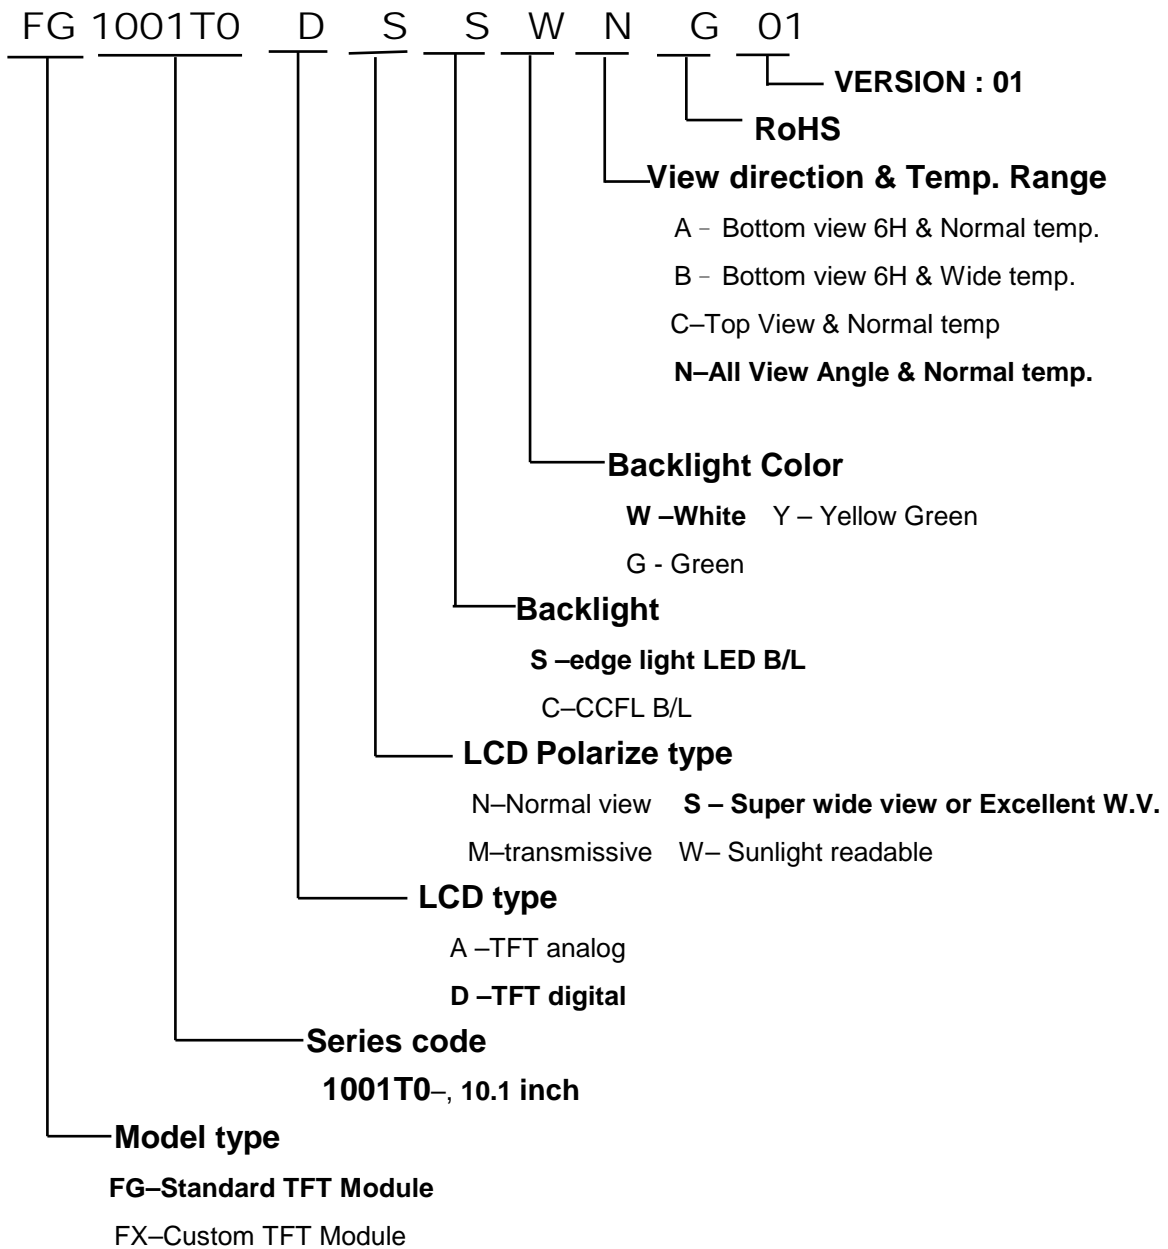 FG 1001T0 D S S W N G 01
VERSION : 01
RoHS
View direction & Temp. Range
A – Bottom view 6H & Normal temp.
B – Bottom view 6H & Wide temp.
C–Top View & Normal temp
N–All View Angle & Normal temp.
Backlight Color
W –White Y – Yellow Green
G - Green
Backlight
S –edge light LED B/L
C–CCFL B/L
LCD Polarize type
N–Normal view S – Super wide view or Excellent W.V.
M–transmissive W– Sunlight readable
LCD type
A –TFT analog
D –TFT digital
Series code
1001T0–, 10.1 inch
Model type
FG–Standard TFT Module
FX–Custom TFT Module